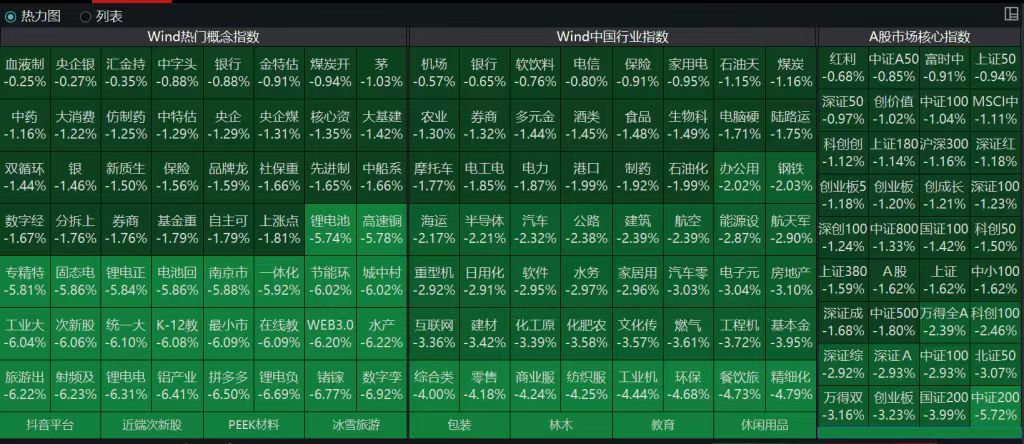 热力图 列表
Wind热门概念指数 Wind中国行业指数 A股市场核心指数
血液制 央企银 汇金持 中字头 银行 金特估 煤炭开 茅
-0.25% -0.27% -0.35% -0.88% -0.88% -0.91% -0.94% -1.03%
中药 大消费 仿制药 中特估 央企 央企煤 核心资 大基建
-1.16% -1.22% -1.25% -1.29% -1.29% -1.31% -1.35% -1.42%
双循环 银 新质生 保险 品牌龙 社保重 先进制 中船系
-1.44% -1.46% -1.50% -1.56% -1.59% -1.66% -1.65% -1.66%
数字经 分拆上 券商 基金重 自主可 上涨点 锂电池 高速铜
-1.67% -1.76% -1.76% -1.79% -1.79% -1.81% -5.74% -5.78%
专精特 固态电 锂电正 电池回 南京市 一体化 节能环 城中村
-5.81% -5.86% -5.84% -5.86% -5.88% -5.92% -6.02% -6.02%
工业大 次新股 统一大 K-12教 最小市 在线教 WEB3.0 水产
-6.04% -6.06% -6.10% -6.08% -6.09% -6.09% -6.20% -6.22%
旅游出 射频及 锂电电 铝产业 拼多多 锂电负 锗镓 数字孪
-6.22% -6.23% -6.31% -6.41% -6.50% -6.69% -6.77% -6.92%
抖音平台 近端次新股 PEEK材料 冰雪旅游
机场 银行 软饮料 电信 保险 家用电 石油天 煤炭
-0.57% -0.65% -0.76% -0.80% -0.91% -0.95% -1.15% -1.16%
农业 券商 多元金 酒类 食品 生物科 电脑硬 陆路运
-1.30% -1.32% -1.44% -1.45% -1.48% -1.49% -1.71% -1.75%
摩托车 电工电 电力 港口 制药 石油化 办公用 钢铁
-1.77% -1.85% -1.87% -1.99% -1.92% -1.99% -2.02% -2.03%
海运 半导体 汽车 公路 建筑 航空 能源设 航天军
-2.17% -2.21% -2.32% -2.38% -2.39% -2.39% -2.87% -2.90%
重型机 日用化 软件 水务 家居用 汽车零 电子元 房地产
-2.92% -2.91% -2.95% -2.97% -2.96% -3.03% -3.04% -3.10%
互联网 建材 化工原 化肥农 文化传 燃气 工程机 基本金
-3.36% -3.42% -3.39% -3.58% -3.57% -3.61% -3.72% -3.95%
综合类 零售 商业服 纺织服 工业机 环保 餐饮旅 精细化
-4.00% -4.18% -4.24% -4.25% -4.44% -4.68% -4.73% -4.79%
包装 林木 教育 休闲用品
红利 中证A50 富时中 上证50
-0.68% -0.85% -0.91% -0.94%
深证50 创价值 中证100 MSCI中
-0.97% -1.02% -1.04% -1.11%
科创创 上证180 沪深300 深证红
-1.12% -1.14% -1.16% -1.18%
创业板5 创业板 创成长 深证100
-1.18% -1.20% -1.21% -1.23%
深创100 中证800 国证100 科创50
-1.24% -1.33% -1.42% -1.50%
上证380 A股 上证 中小100
-1.59% -1.62% -1.62% -1.62%
深证成 中证500 万得全A 科创100
-1.68% -1.80% -2.39% -2.46%
深证综 深证A 中证100 北证50
-2.92% -2.93% -2.93% -3.07%
万得双 创业板 国证200 中证200
-3.16% -3.23% -3.99% -5.72%